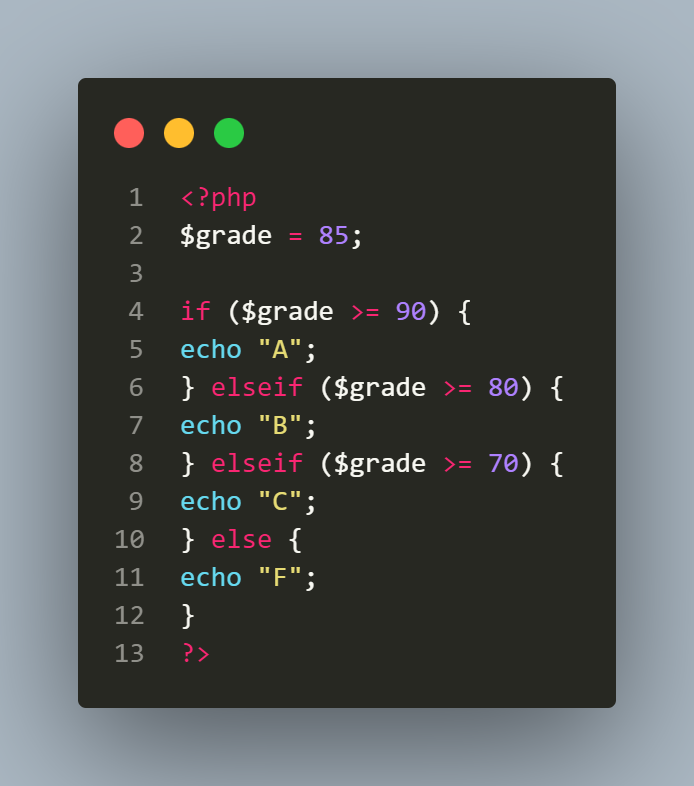 1 <?php
2 $grade = 85;
3
4 if ($grade >= 90) {
5 echo "A";
6 } elseif ($grade >= 80) {
7 echo "B";
8 } elseif ($grade >= 70) {
9 echo "C";
10 } else {
11 echo "F";
12 }
13 ?>